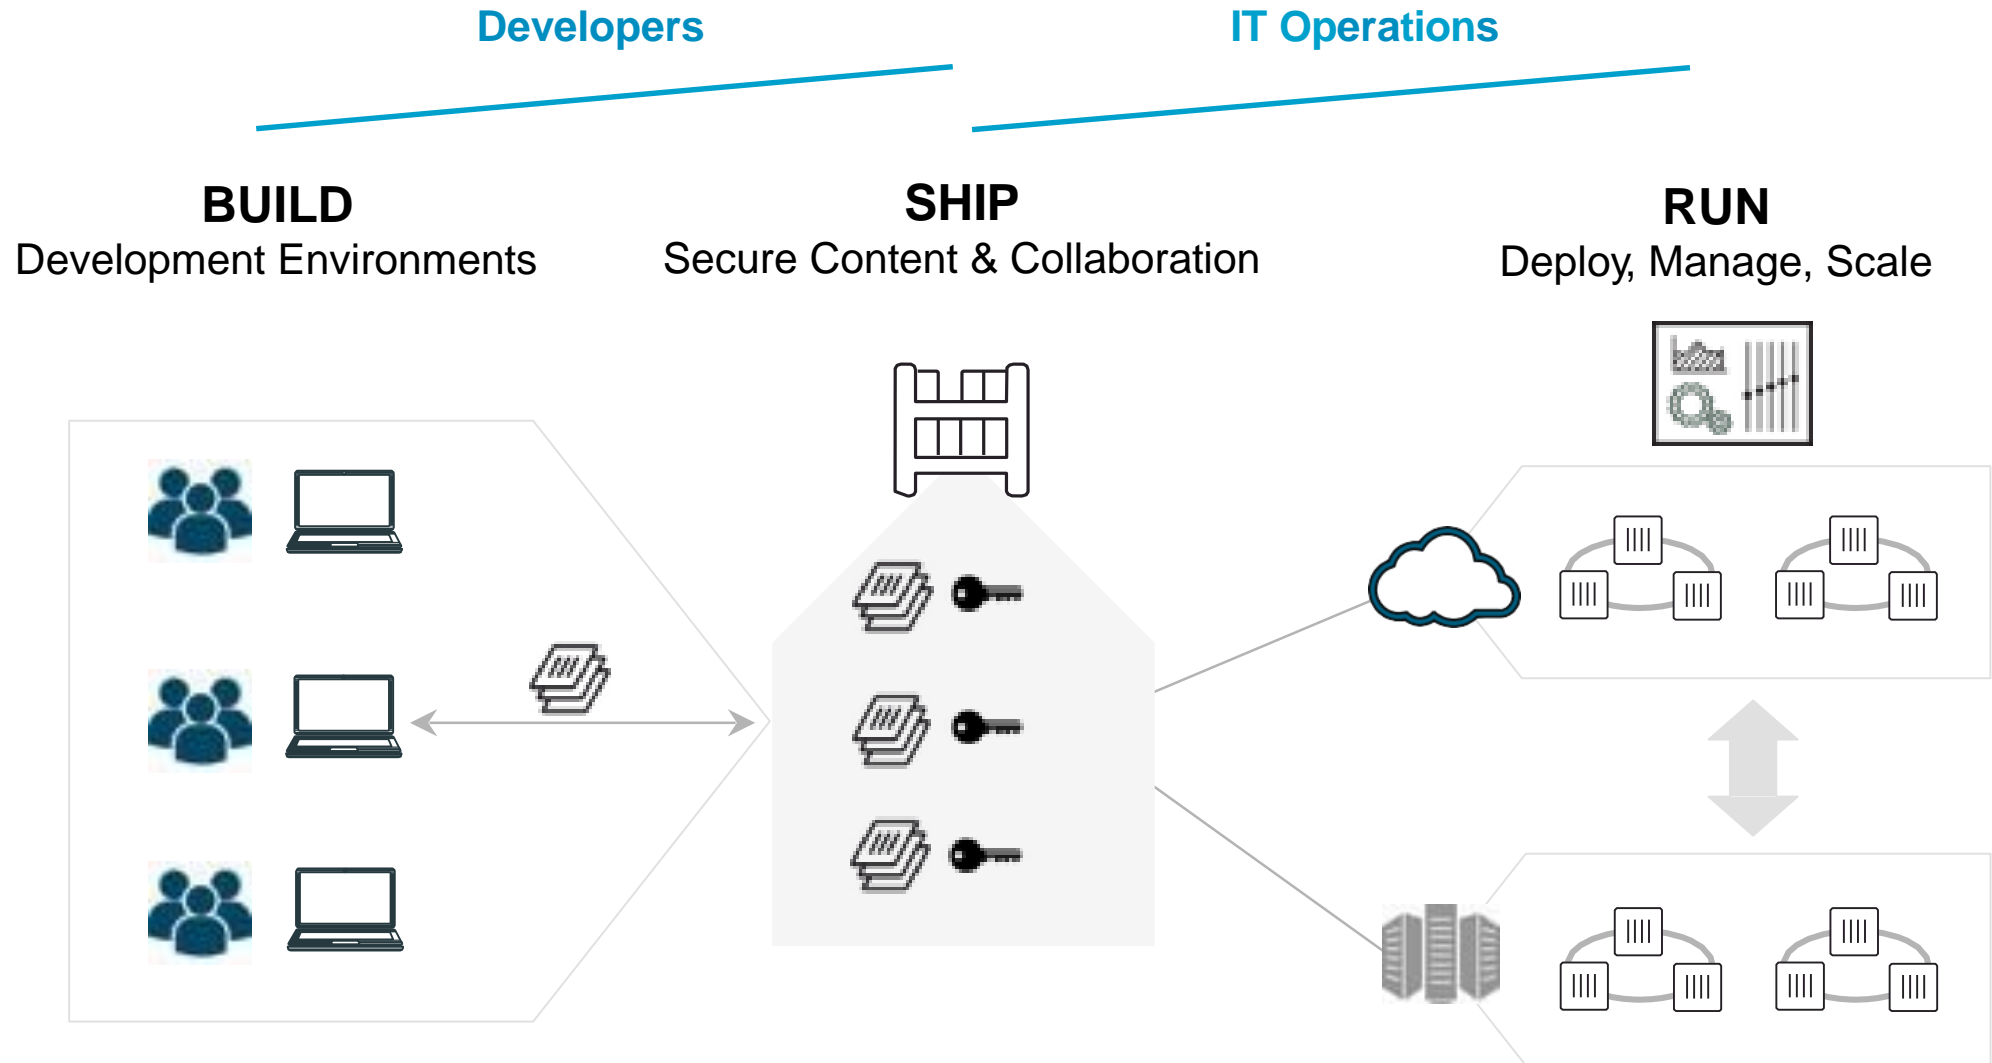 Developers
IT Operations
BUILD
Development Environments
SHIP
Secure Content & Collaboration
RUN
Deploy, Manage, Scale